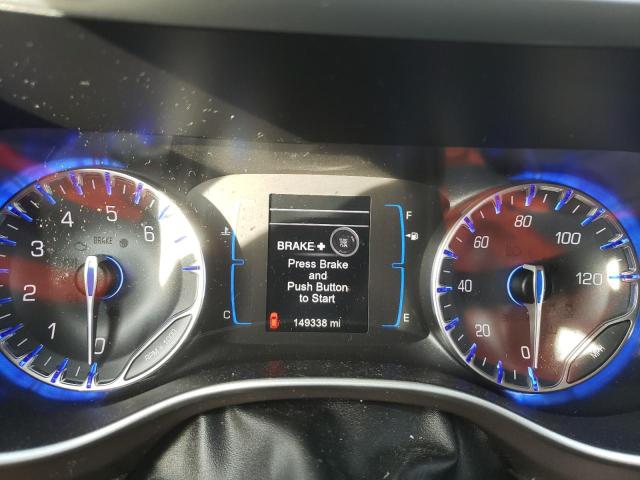 BRAKE +
Press Brake
and
Push Button
to Start
149338 mi
F
E
C
0
1
2
3
4
5
6
BRAKE
0
20
40
60
80
100
120
MPH